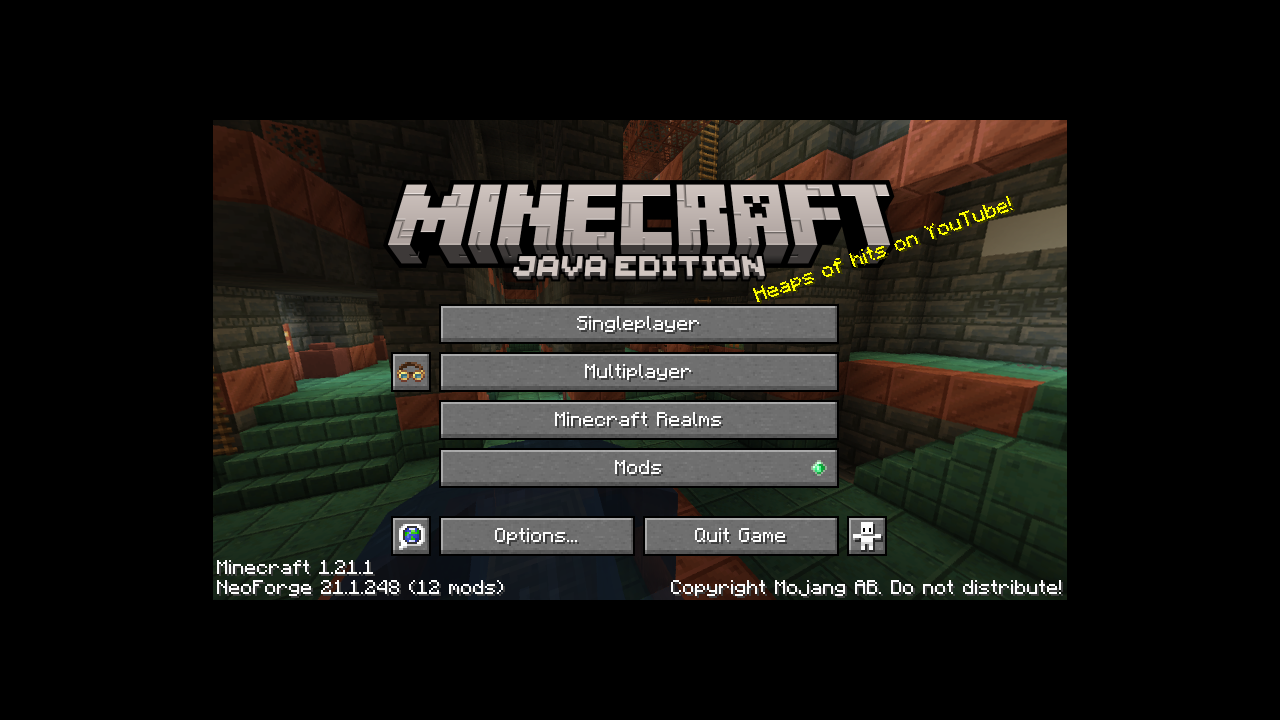 MINECRAFT
JAVA EDITION
Heaps of hits on YouTube!
Singleplayer
Multiplayer
Minecraft Realms
Mods
Options...
Quit Game
Minecraft 1.21.1
NeoForge 21.1.248 (12 mods)
Copyright Mojang AB. Do not distribute!